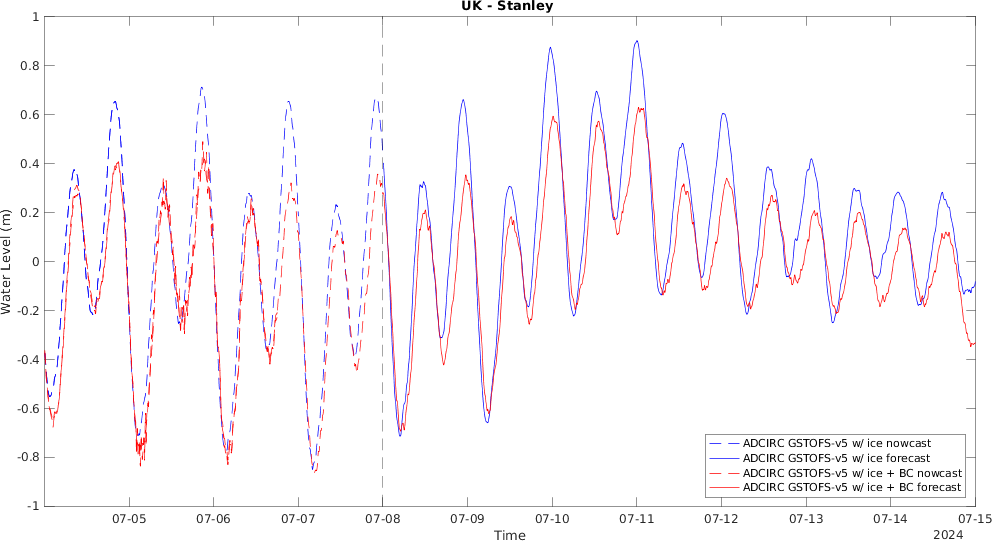 UK - Stanley
1
0.8
0.6
0.4
0.2
0
-0.2
-0.4
-0.6
-0.8
-1
Water Level (m)
07-05 07-06 07-07 07-08 07-09 07-10 07-11 07-12 07-13 07-14 07-15
Time
2024
ADCIRC GSTOFS-v5 w/ ice nowcast
ADCIRC GSTOFS-v5 w/ ice forecast
ADCIRC GSTOFS-v5 w/ ice + BC nowcast
ADCIRC GSTOFS-v5 w/ ice + BC forecast